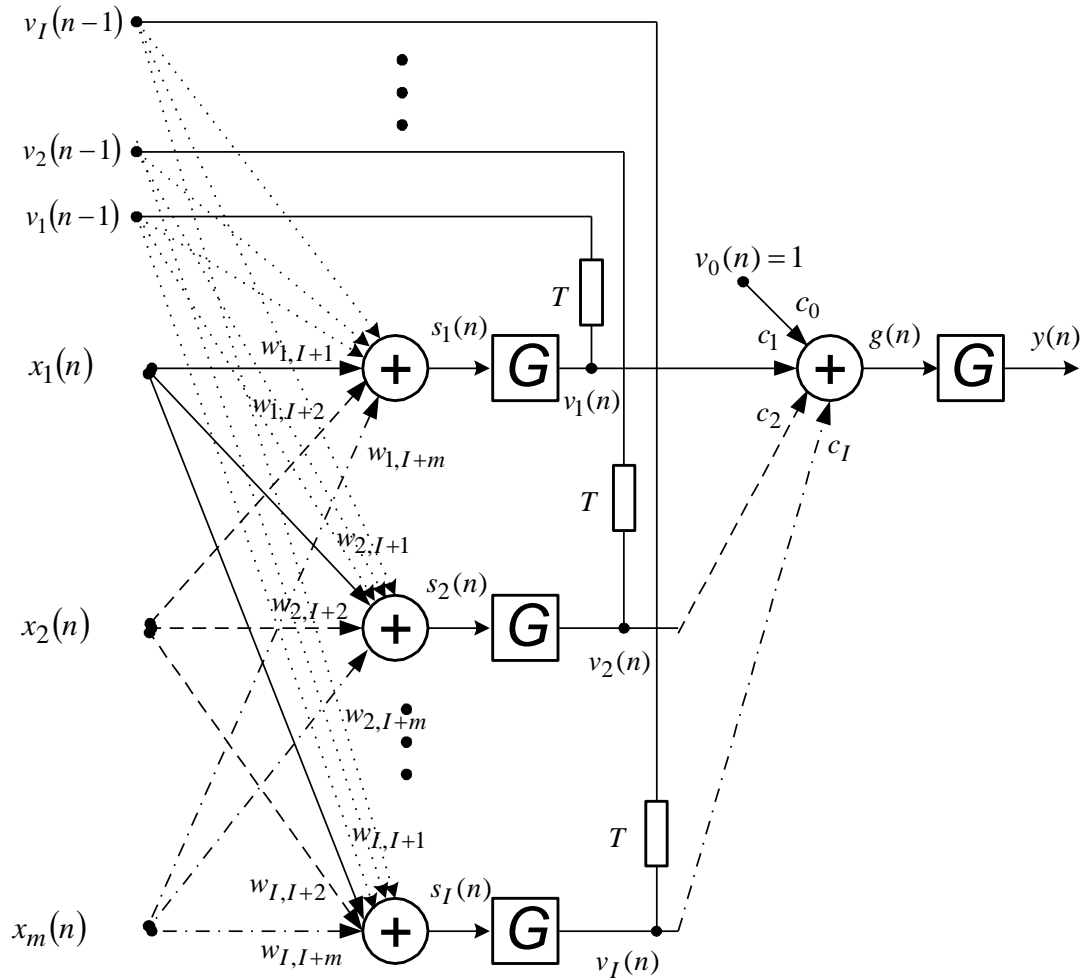 v_I(n−1)
v_2(n−1)
v_1(n−1)
v_0(n)=1
T
c_0
x_1(n)
w_{1,I+1}
+
s_1(n)
G
v_1(n)
c_1
+
g(n)
G
y(n)
w_{1,I+2}
w_{1,I+m}
c_2
c_I
T
w_{2,I+1}
x_2(n)
w_{2,I+2}
+
s_2(n)
G
v_2(n)
w_{2,I+m}
T
w_{I,I+1}
w_{I,I+2}
x_m(n)
w_{I,I+m}
+
s_I(n)
G
v_I(n)